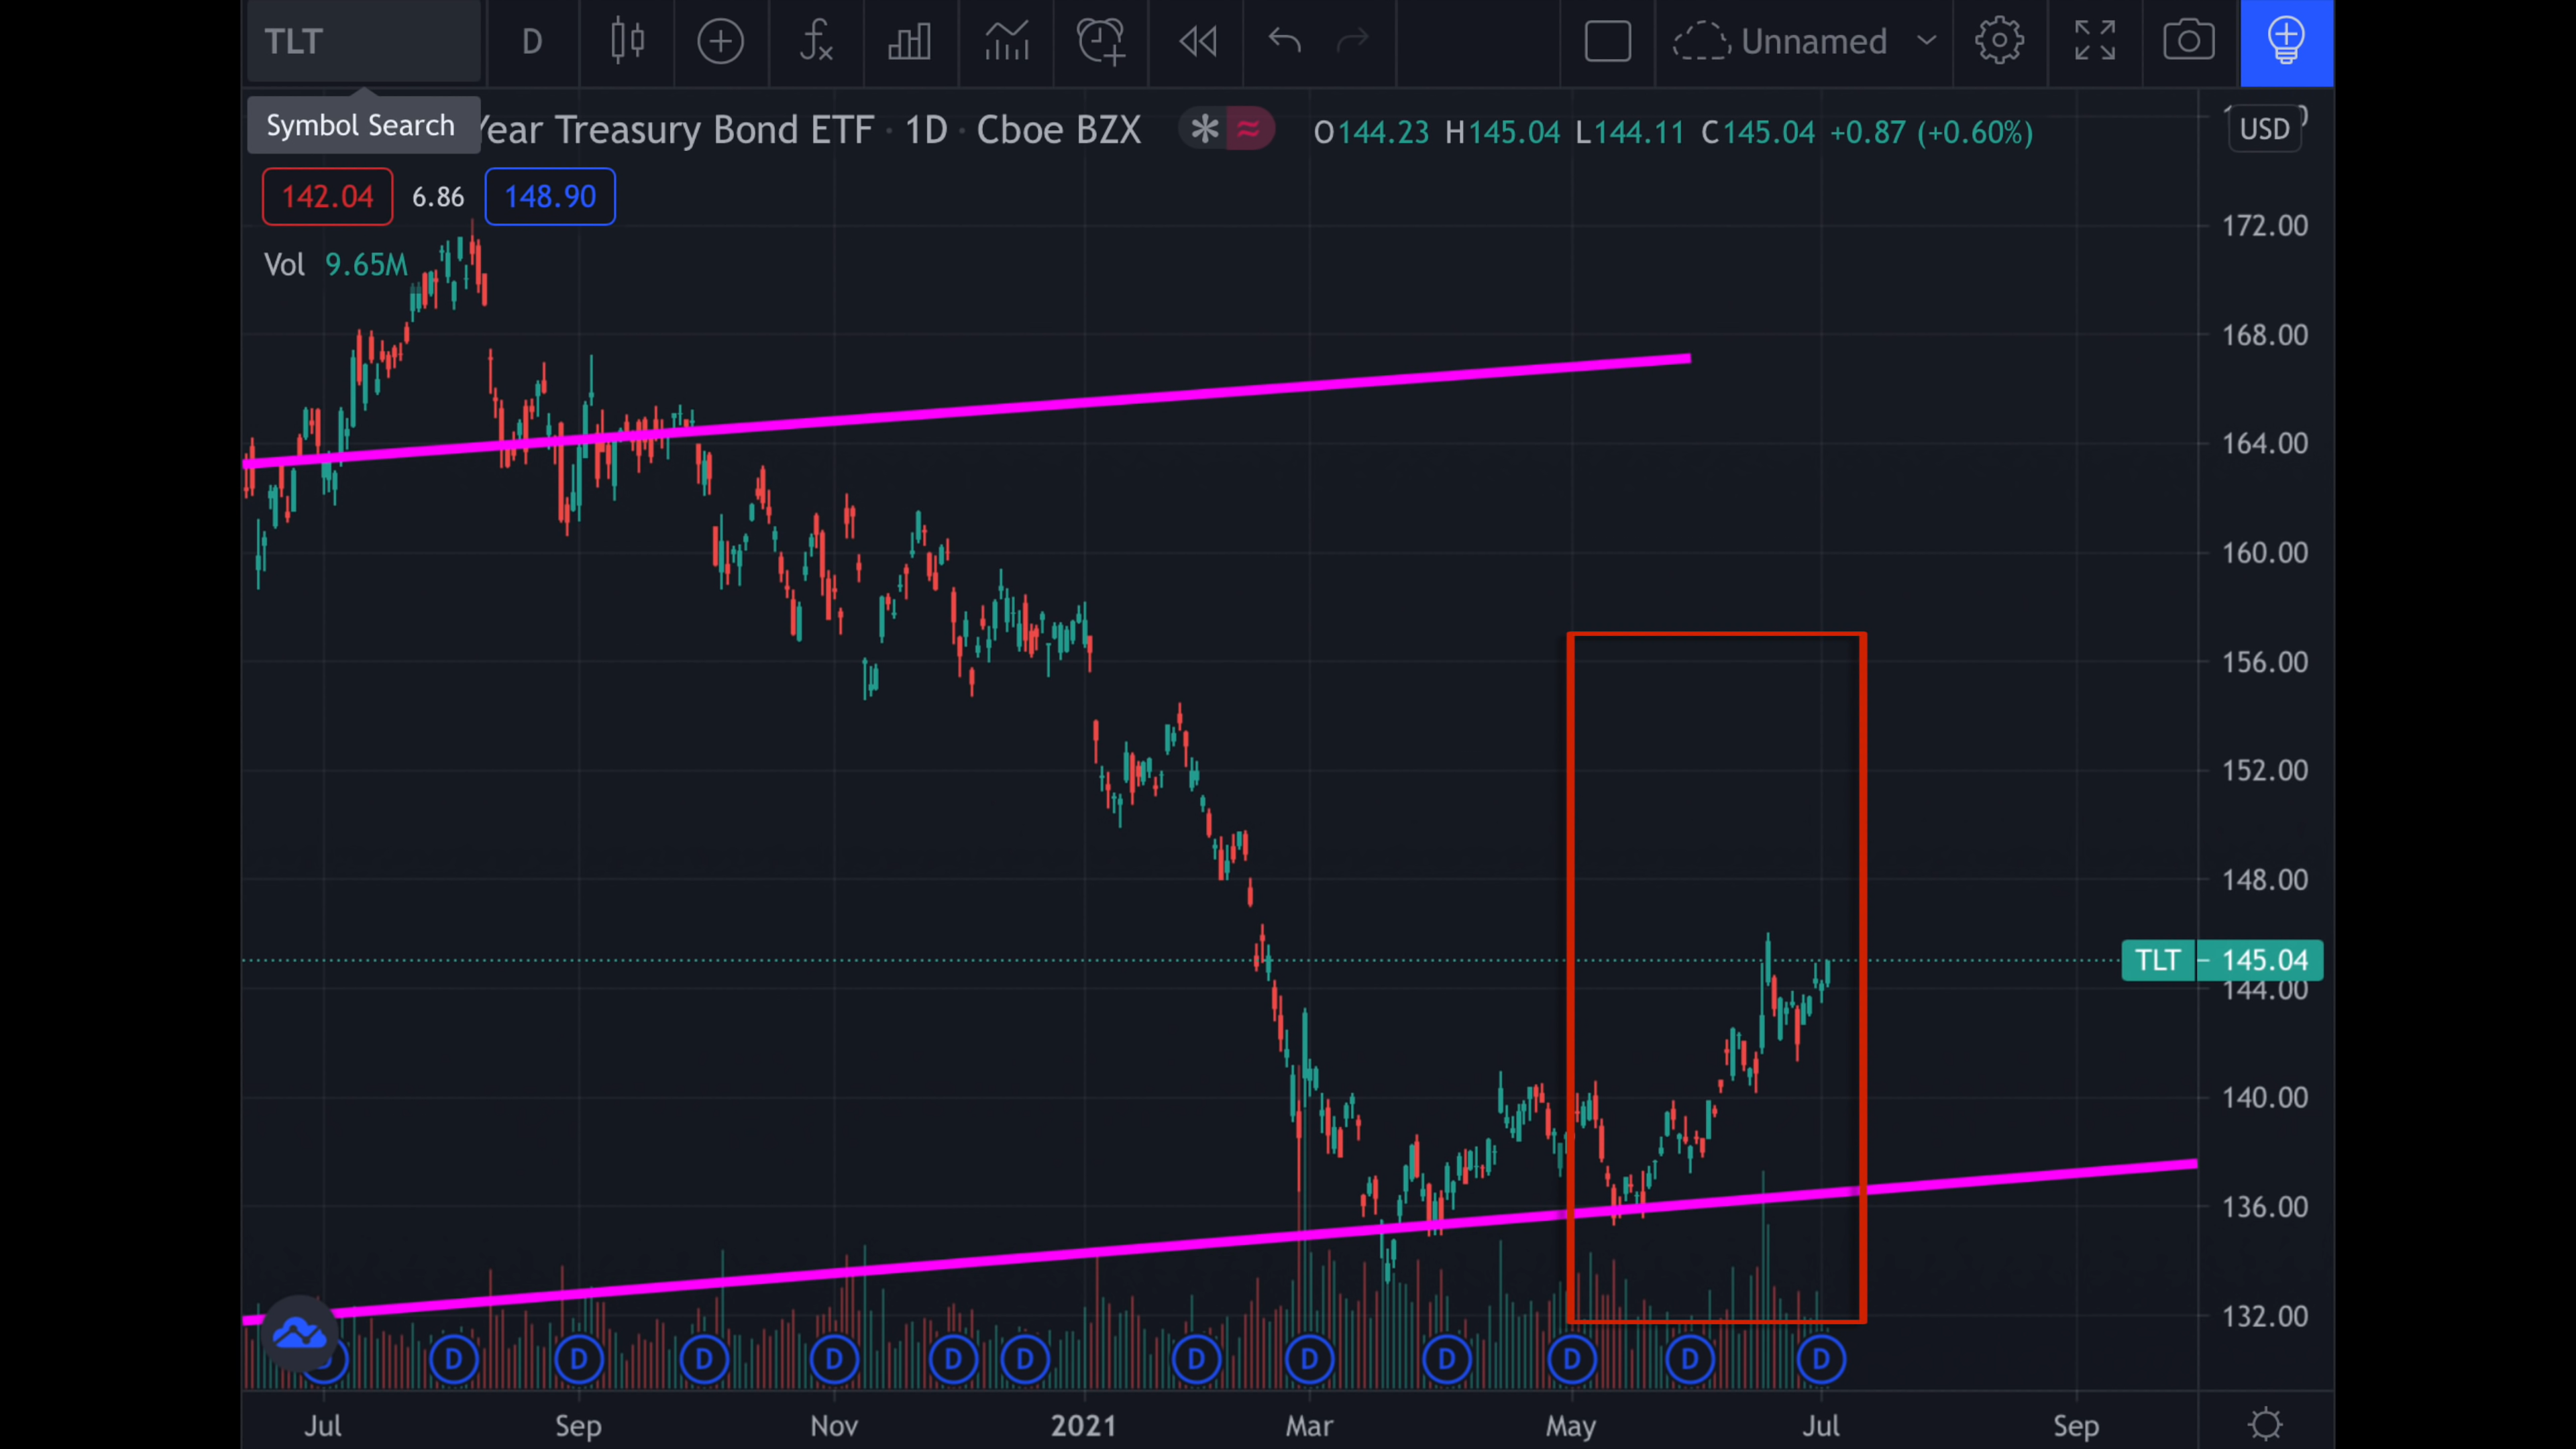 TLT D Unnamed
Symbol Search Year Treasury Bond ETF · 1D · Cboe BZX O144.23 H145.04 L144.11 C145.04 +0.87 (+0.60%) USD
142.04 6.86 148.90
Vol 9.65M
172.00
168.00
164.00
160.00
156.00
152.00
148.00
TLT 145.04
144.00
140.00
136.00
132.00
D D D D D D D D D D D D
Jul Sep Nov 2021 Mar May Jul Sep